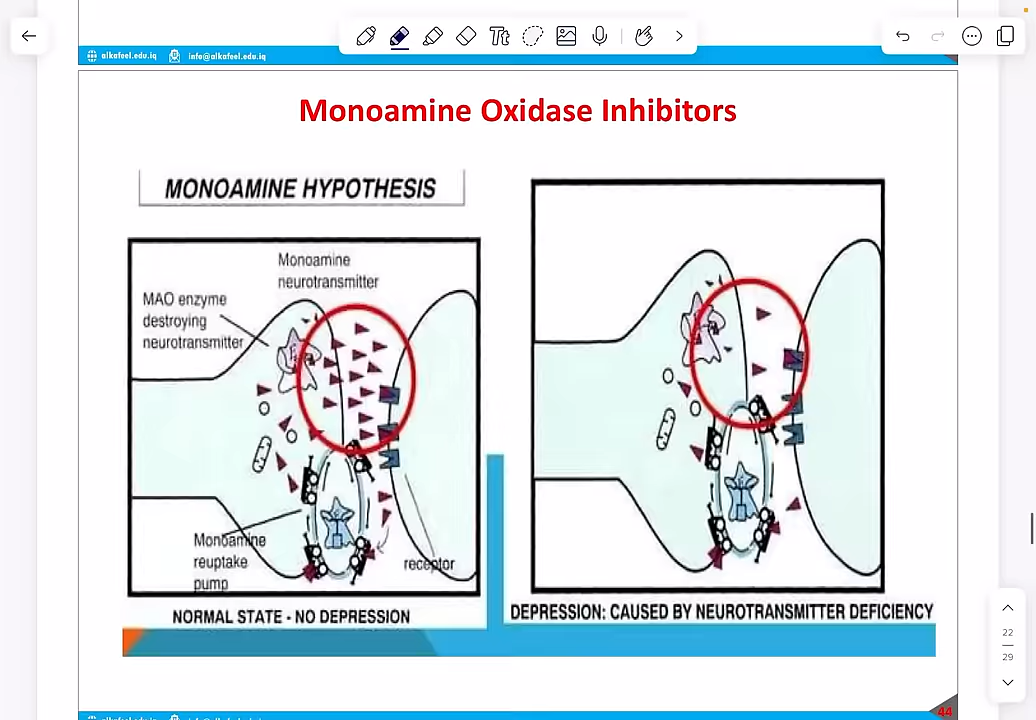 alkafeel.edu.iq info@alkafeel.edu.iq
Tt
Monoamine Oxidase Inhibitors
MONOAMINE HYPOTHESIS
Monoamine
neurotransmitter
MAO enzyme
destroying
neurotransmitter
Monoamine
reuptake
pump
receptor
NORMAL STATE - NO DEPRESSION
DEPRESSION: CAUSED BY NEUROTRANSMITTER DEFICIENCY
22
29
44